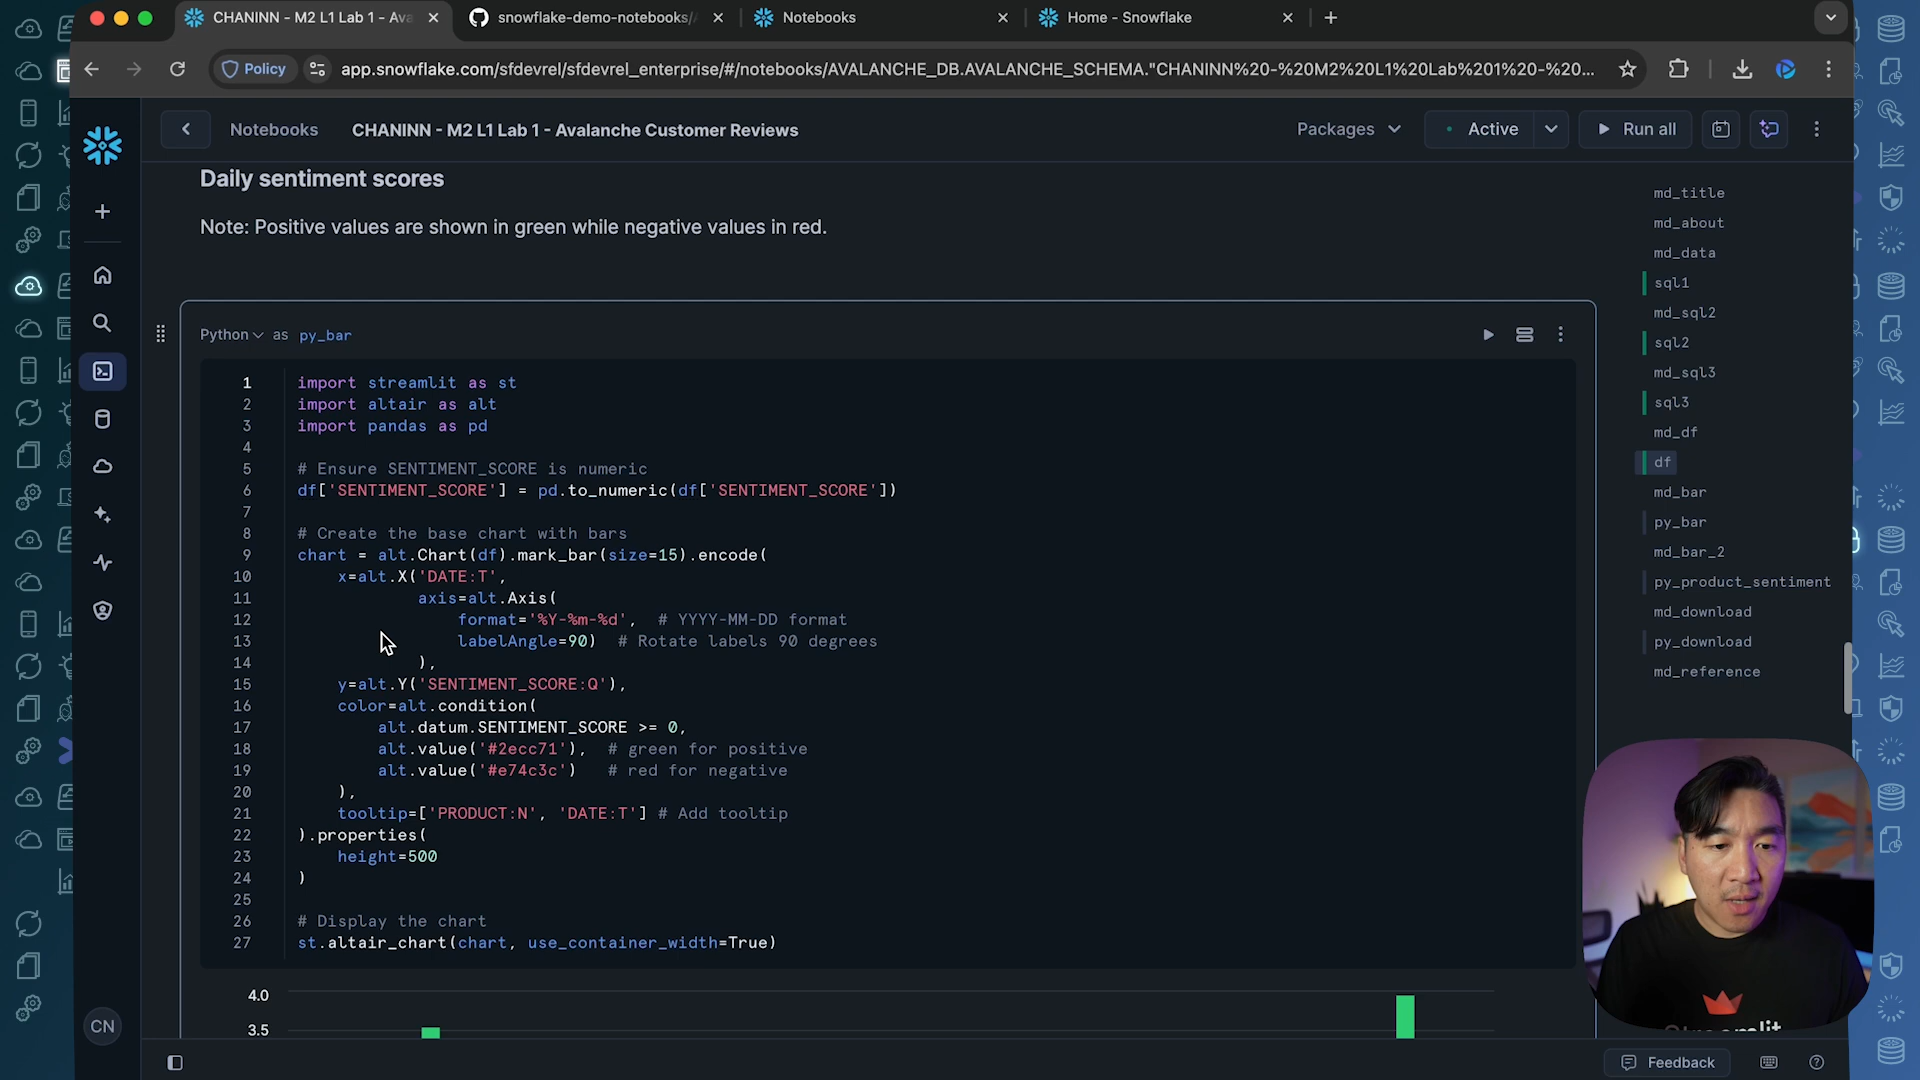 CHANINN - M2 L1 Lab 1 - Ava
snowflake-demo-notebooks/
Notebooks
Home - Snowflake
Policy
app.snowflake.com/sfdevrel/sfdevrel_enterprise/#/notebooks/AVALANCHE_DB.AVALANCHE_SCHEMA."CHANINN%20-%20M2%20L1%20Lab%201%20-%20...
Notebooks
CHANINN - M2 L1 Lab 1 - Avalanche Customer Reviews
Packages
Active
Run all
Daily sentiment scores
Note: Positive values are shown in green while negative values in red.
Python as py_bar
1 import streamlit as st
2 import altair as alt
3 import pandas as pd
4
5 # Ensure SENTIMENT_SCORE is numeric
6 df['SENTIMENT_SCORE'] = pd.to_numeric(df['SENTIMENT_SCORE'])
7
8 # Create the base chart with bars
9 chart = alt.Chart(df).mark_bar(size=15).encode(
10 x=alt.X('DATE:T',
11 axis=alt.Axis(
12 format='%Y-%m-%d', # YYYY-MM-DD format
13 labelAngle=90) # Rotate labels 90 degrees
14 ),
15 y=alt.Y('SENTIMENT_SCORE:Q'),
16 color=alt.condition(
17 alt.datum.SENTIMENT_SCORE >= 0,
18 alt.value('#2ecc71'), # green for positive
19 alt.value('#e74c3c') # red for negative
20 ),
21 tooltip=['PRODUCT:N', 'DATE:T'] # Add tooltip
22 ).properties(
23 height=500
24 )
25
26 # Display the chart
27 st.altair_chart(chart, use_container_width=True)
4.0
3.5
md_title
md_about
md_data
sql1
md_sql2
sql2
md_sql3
sql3
md_df
df
md_bar
py_bar
md_bar_2
py_product_sentiment
md_download
py_download
md_reference
CN
Streamlit
Feedback